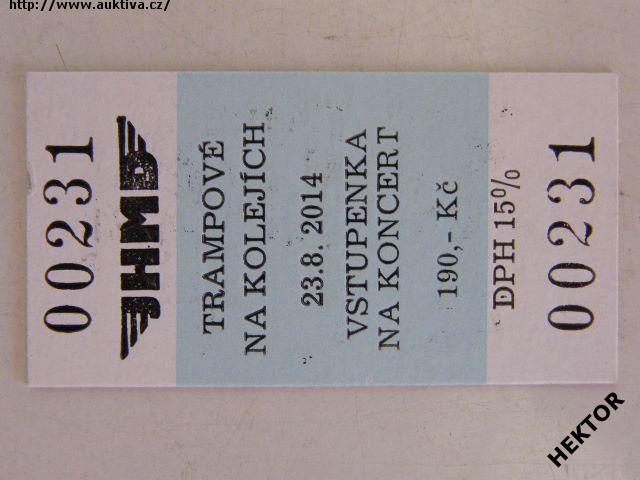 http://www.auktiva.cz/
00231
JHMD
TRAMPOVÉ
NA KOLEJÍCH
23.8. 2014
VSTUPENKA
NA KONCERT
190,- Kč
DPH 15%
00231
HEKTOR